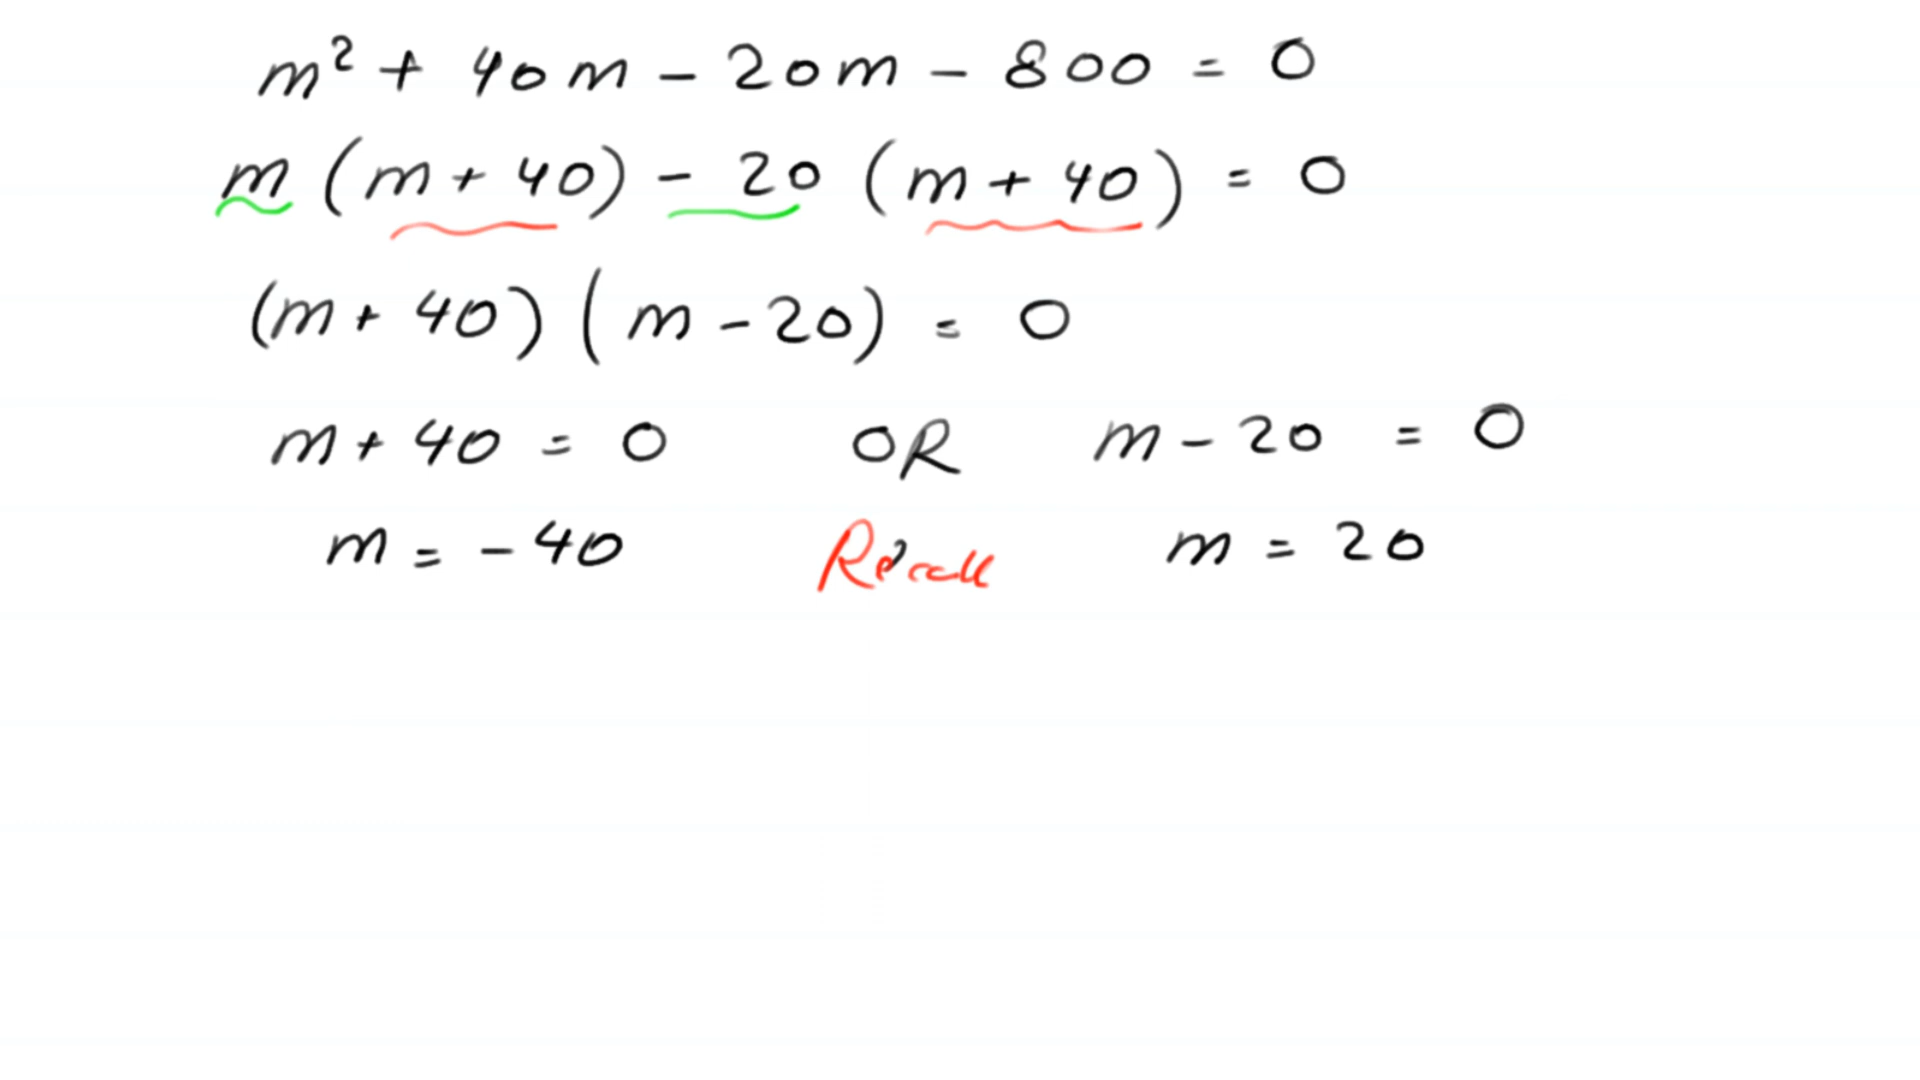 m² + 40m - 20m - 800 = 0
m (m + 40) - 20 (m + 40) = 0
(m + 40) (m - 20) = 0
m + 40 = 0 OR m - 20 = 0
m = - 40 Recall m = 20